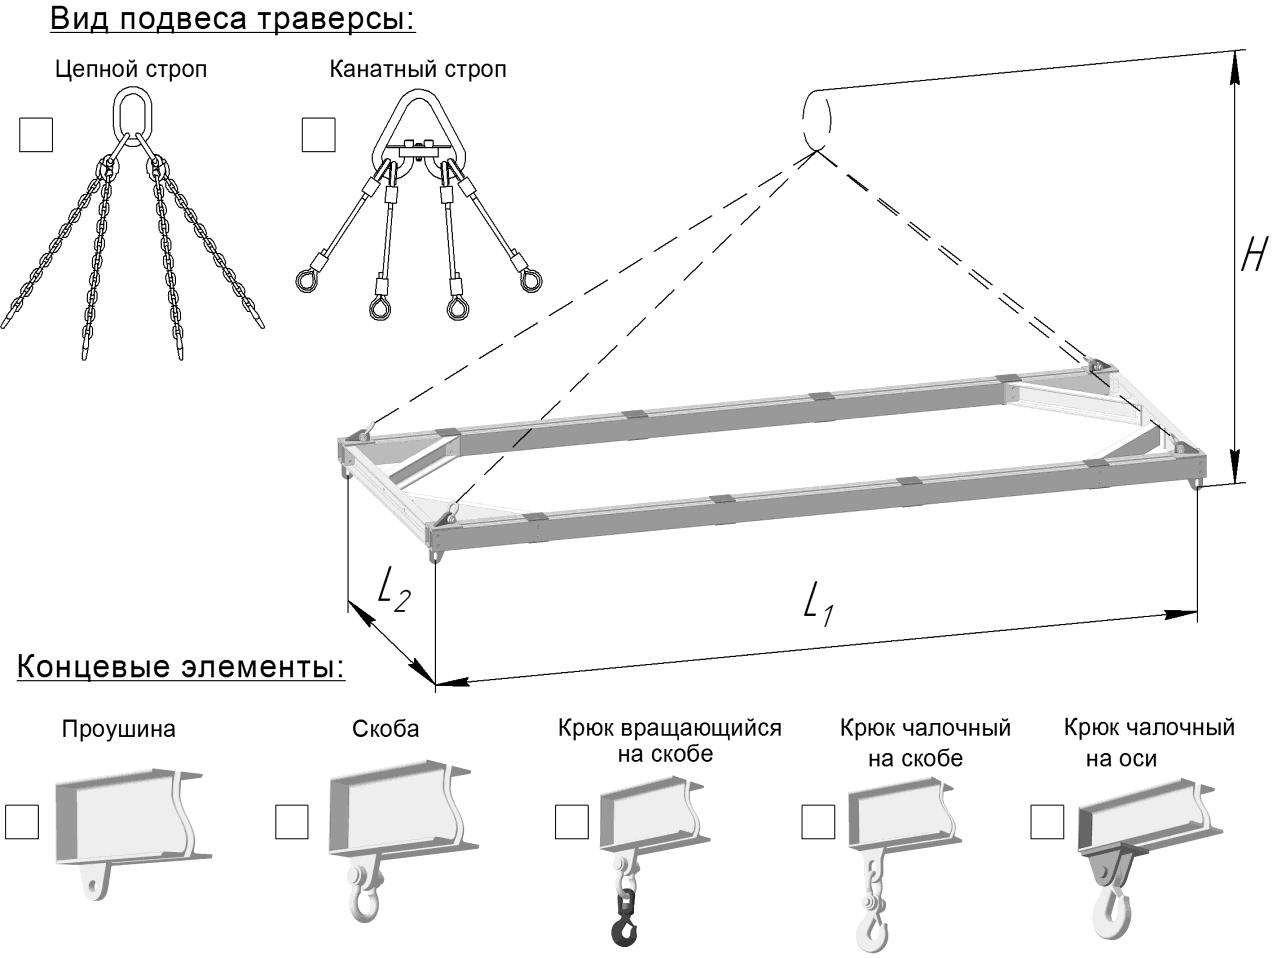 Вид подвеса траверсы:
Цепной строп
Канатный строп
H
L2
L1
Концевые элементы:
Проушина
Скоба
Крюк вращающийся
на скобе
Крюк чалочный
на скобе
Крюк чалочный
на оси